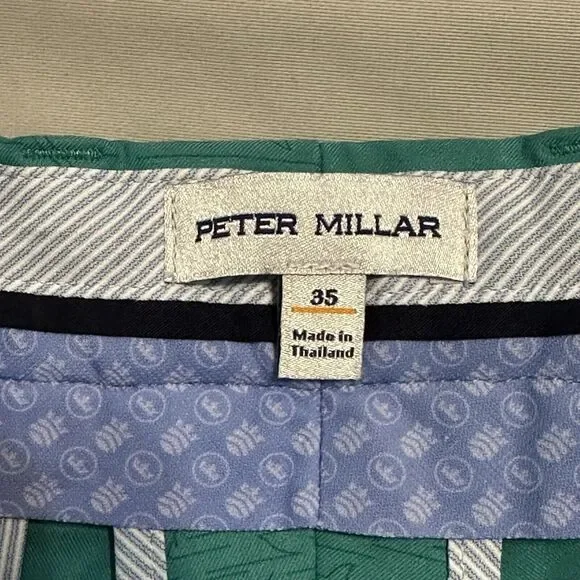 PETER MILLAR
35
Made in
Thailand